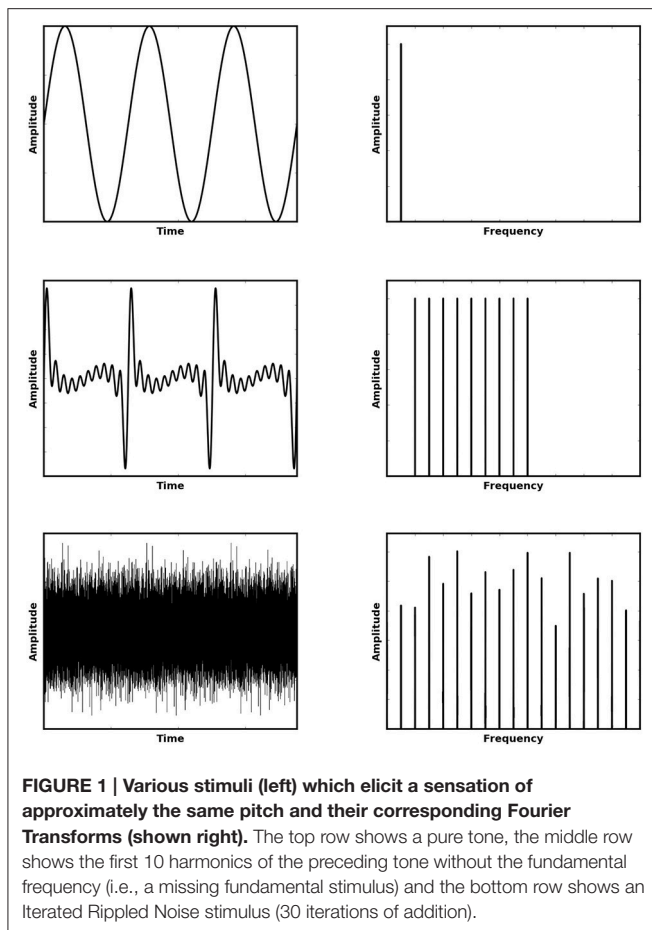 Amplitude
Time
Amplitude
Frequency
Amplitude
Time
Amplitude
Frequency
Amplitude
Time
Amplitude
Frequency
FIGURE 1 | Various stimuli (left) which elicit a sensation of
approximately the same pitch and their corresponding Fourier
Transforms (shown right). The top row shows a pure tone, the middle row
shows the first 10 harmonics of the preceding tone without the fundamental
frequency (i.e., a missing fundamental stimulus) and the bottom row shows an
Iterated Rippled Noise stimulus (30 iterations of addition).